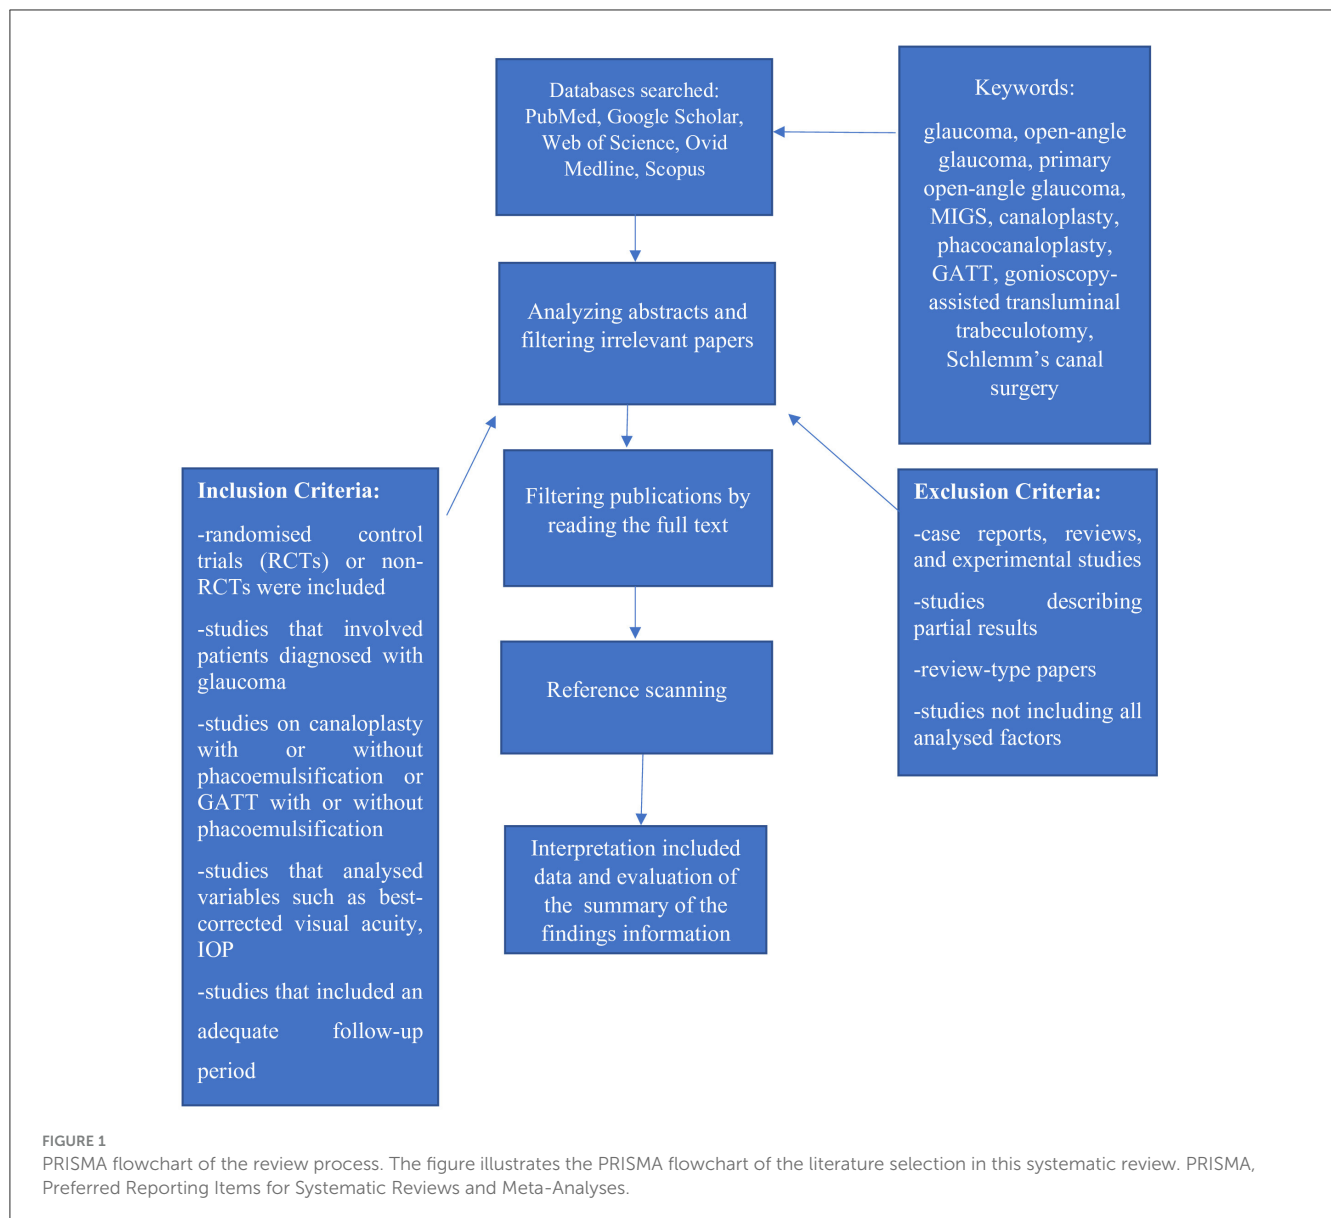 Databases searched:
PubMed, Google Scholar,
Web of Science, Ovid
Medline, Scopus
Keywords:
glaucoma, open-angle
glaucoma, primary
open-angle glaucoma,
MIGS, canaloplasty,
phacocanaloplasty,
GATT, gonioscopy-
assisted transluminal
trabeculotomy,
Schlemm's canal
surgery
Analyzing abstracts and
filtering irrelevant papers
Inclusion Criteria:
-randomised control
trials (RCTs) or non-
RCTs were included
-studies that involved
patients diagnosed with
glaucoma
-studies on canaloplasty
with or without
phacoemulsification or
GATT with or without
phacoemulsification
-studies that analysed
variables such as best-
corrected visual acuity,
IOP
-studies that included an
adequate follow-up
period
Filtering publications by
reading the full text
Exclusion Criteria:
-case reports, reviews,
and experimental studies
-studies describing
partial results
-review-type papers
-studies not including all
analysed factors
Reference scanning
Interpretation included
data and evaluation of
the summary of the
findings information
FIGURE 1
PRISMA flowchart of the review process. The figure illustrates the PRISMA flowchart of the literature selection in this systematic review. PRISMA,
Preferred Reporting Items for Systematic Reviews and Meta-Analyses.